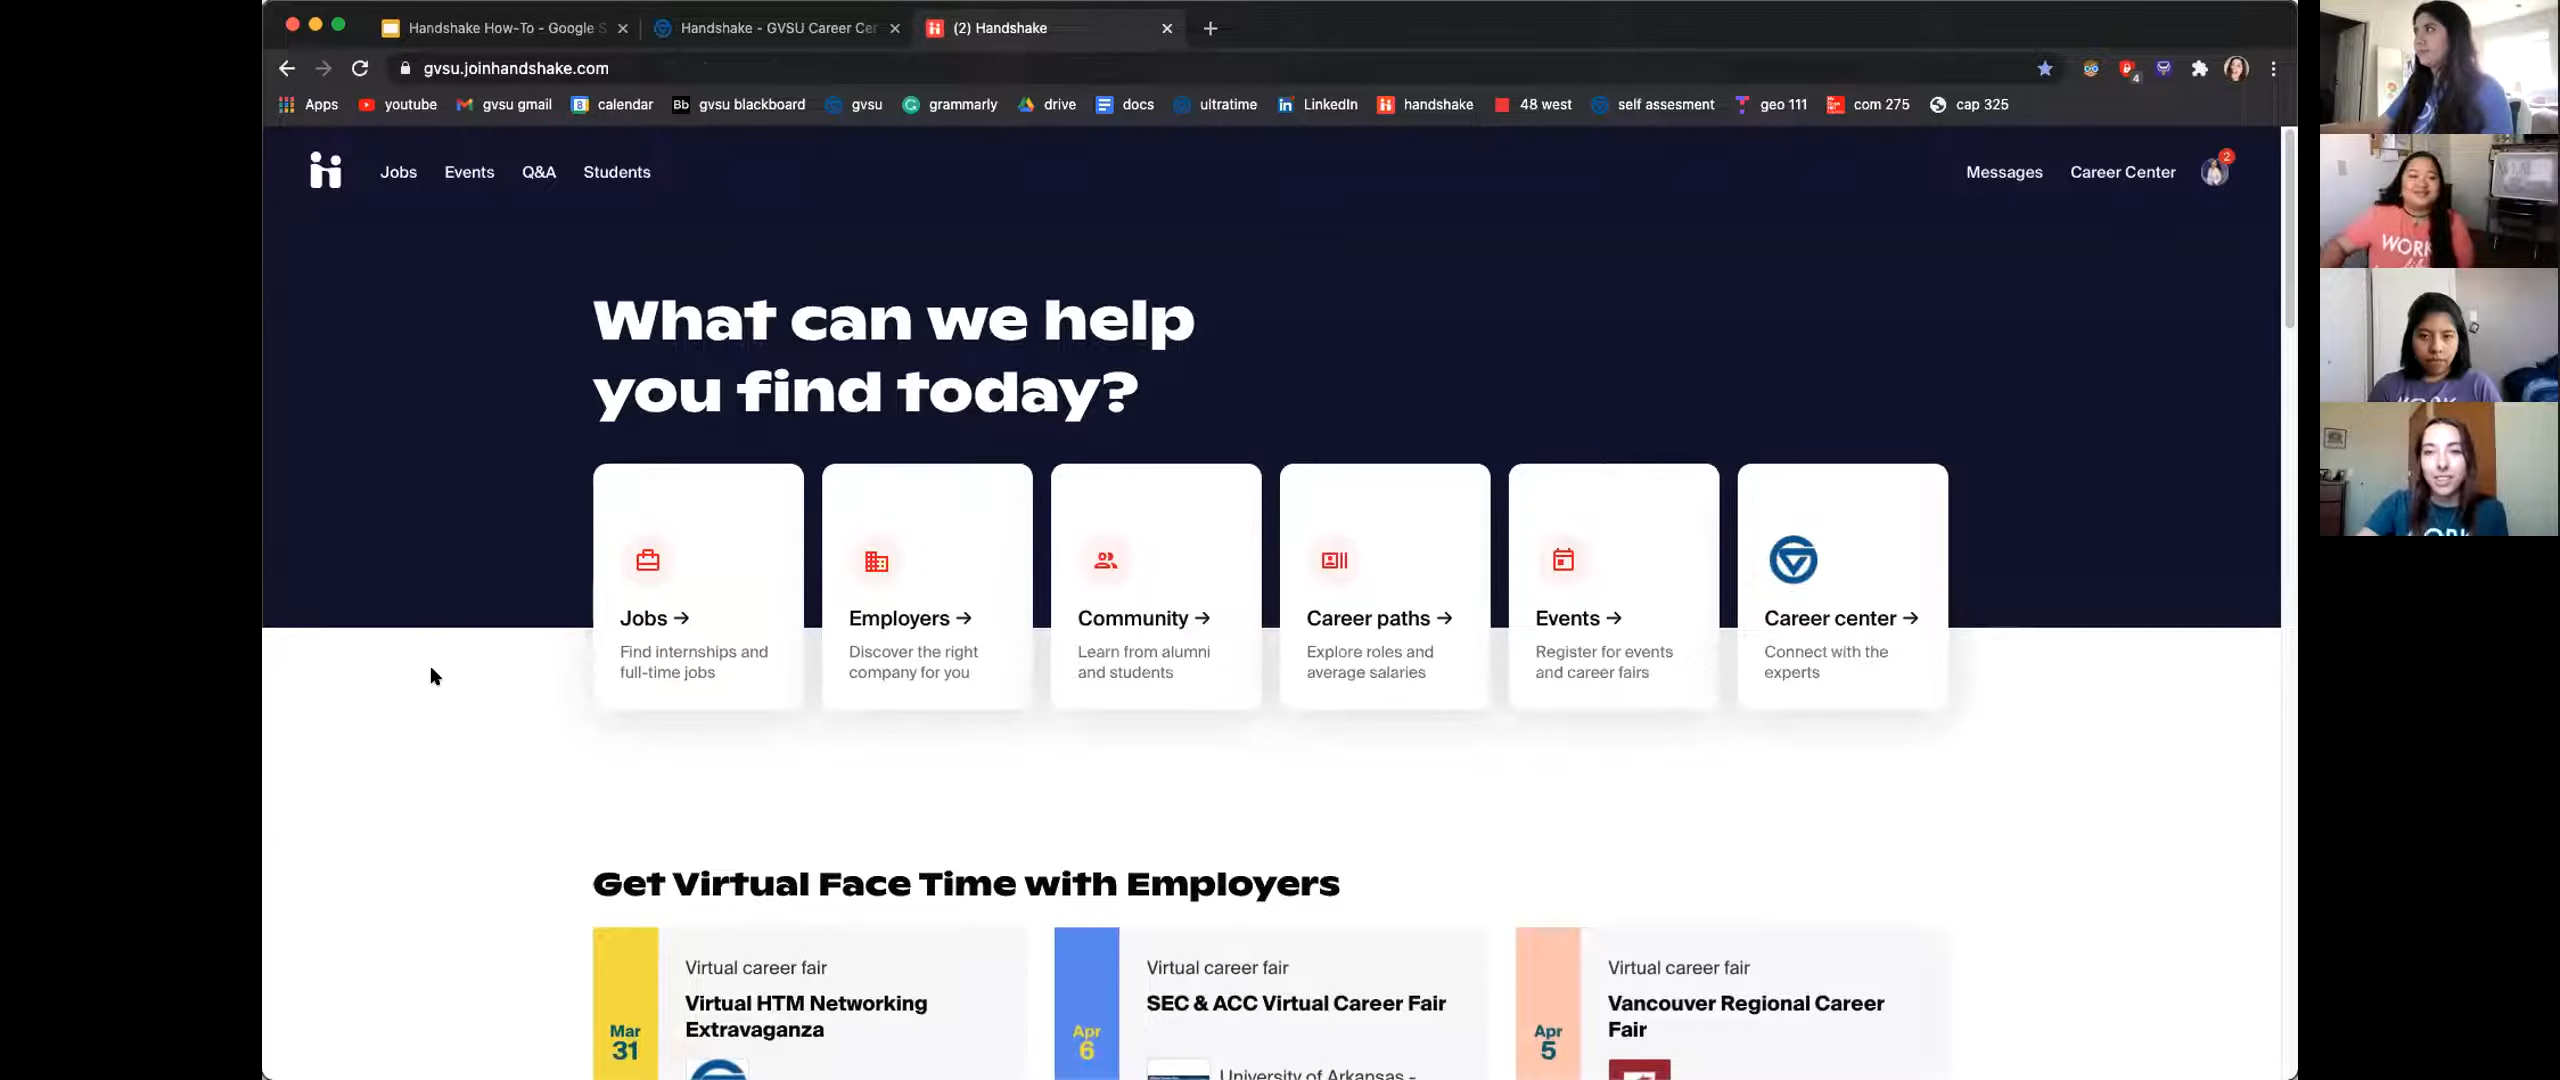 Handshake How-To - Google S
Handshake - GVSU Career Cer
(2) Handshake
gvsu.joinhandshake.com
4
Apps
youtube
gvsu gmail
8
calendar
Bb
gvsu blackboard
gvsu
grammarly
drive
docs
ultratime
in
LinkedIn
handshake
48 west
self assesment
geo 111
com 275
cap 325
Jobs
Events
Q&A
Students
Messages
Career Center
2
What can we help
you find today?
Jobs →
Find internships and
full-time jobs
Employers →
Discover the right
company for you
Community →
Learn from alumni
and students
Career paths →
Explore roles and
average salaries
Events →
Register for events
and career fairs
Career center →
Connect with the
experts
Get Virtual Face Time with Employers
Mar
31
Virtual career fair
Virtual HTM Networking
Extravaganza
Apr
6
Virtual career fair
SEC & ACC Virtual Career Fair
University of Arkansas -
Apr
5
Virtual career fair
Vancouver Regional Career
Fair
WORK